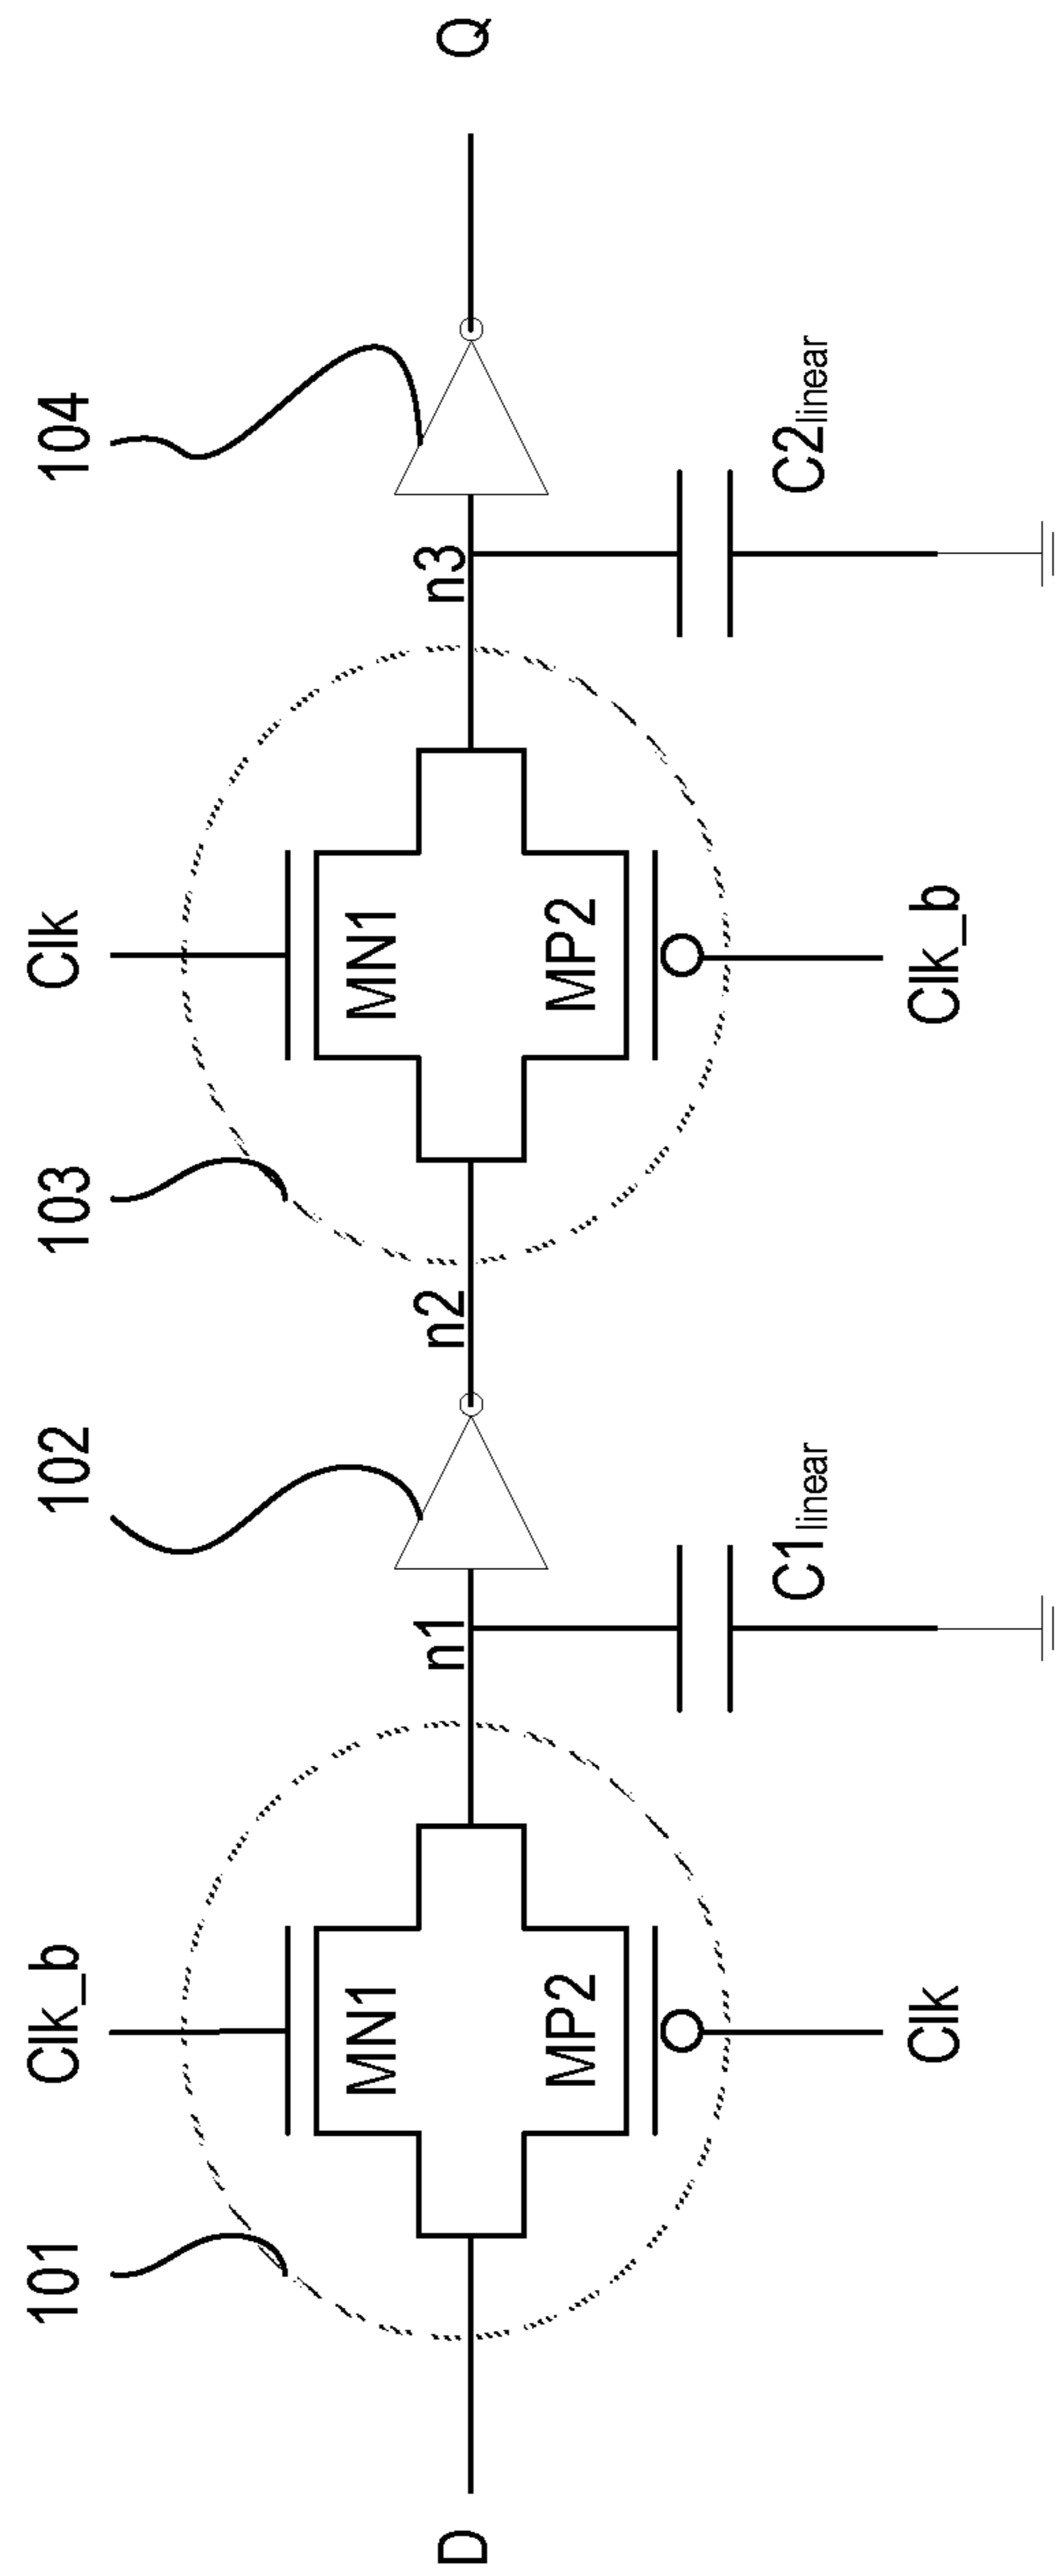 101
Clk_b
102
103
Clk
104
MN1
MN1
D
n1
n2
n3
Q
MP2
MP2
C1linear
C2linear
Clk
Clk_b